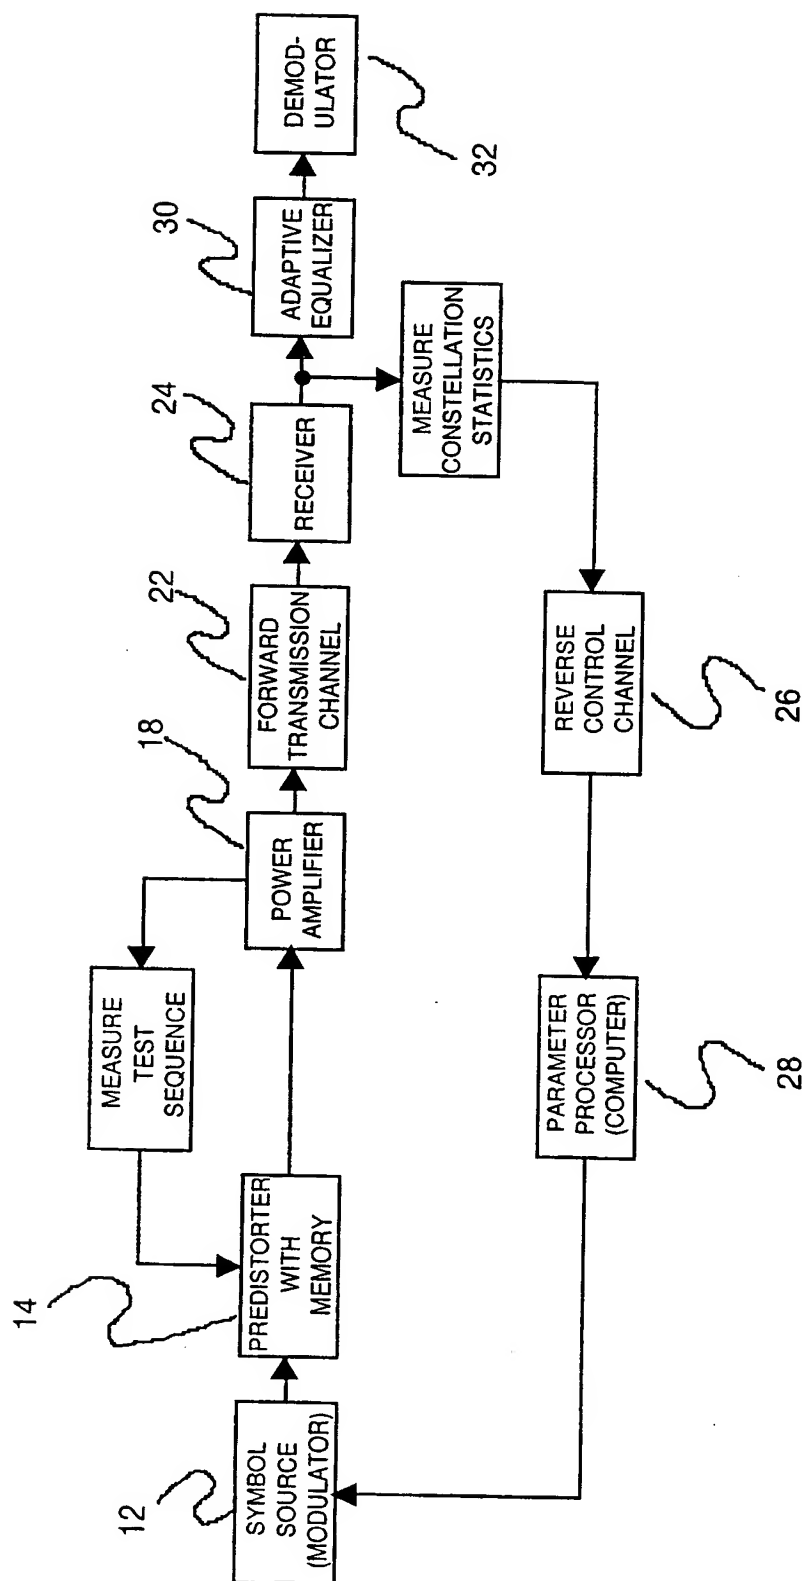 MEASURE
TEST
SEQUENCE
14
18
22
24
30
12
SYMBOL
SOURCE
(MODULATOR)
PREDISTORTER
WITH
MEMORY
POWER
AMPLIFIER
FORWARD
TRANSMISSION
CHANNEL
RECEIVER
ADAPTIVE
EQUALIZER
DEMOD-
ULATOR
32
MEASURE
CONSTELLATION
STATISTICS
PARAMETER
PROCESSOR
(COMPUTER)
28
REVERSE
CONTROL
CHANNEL
26